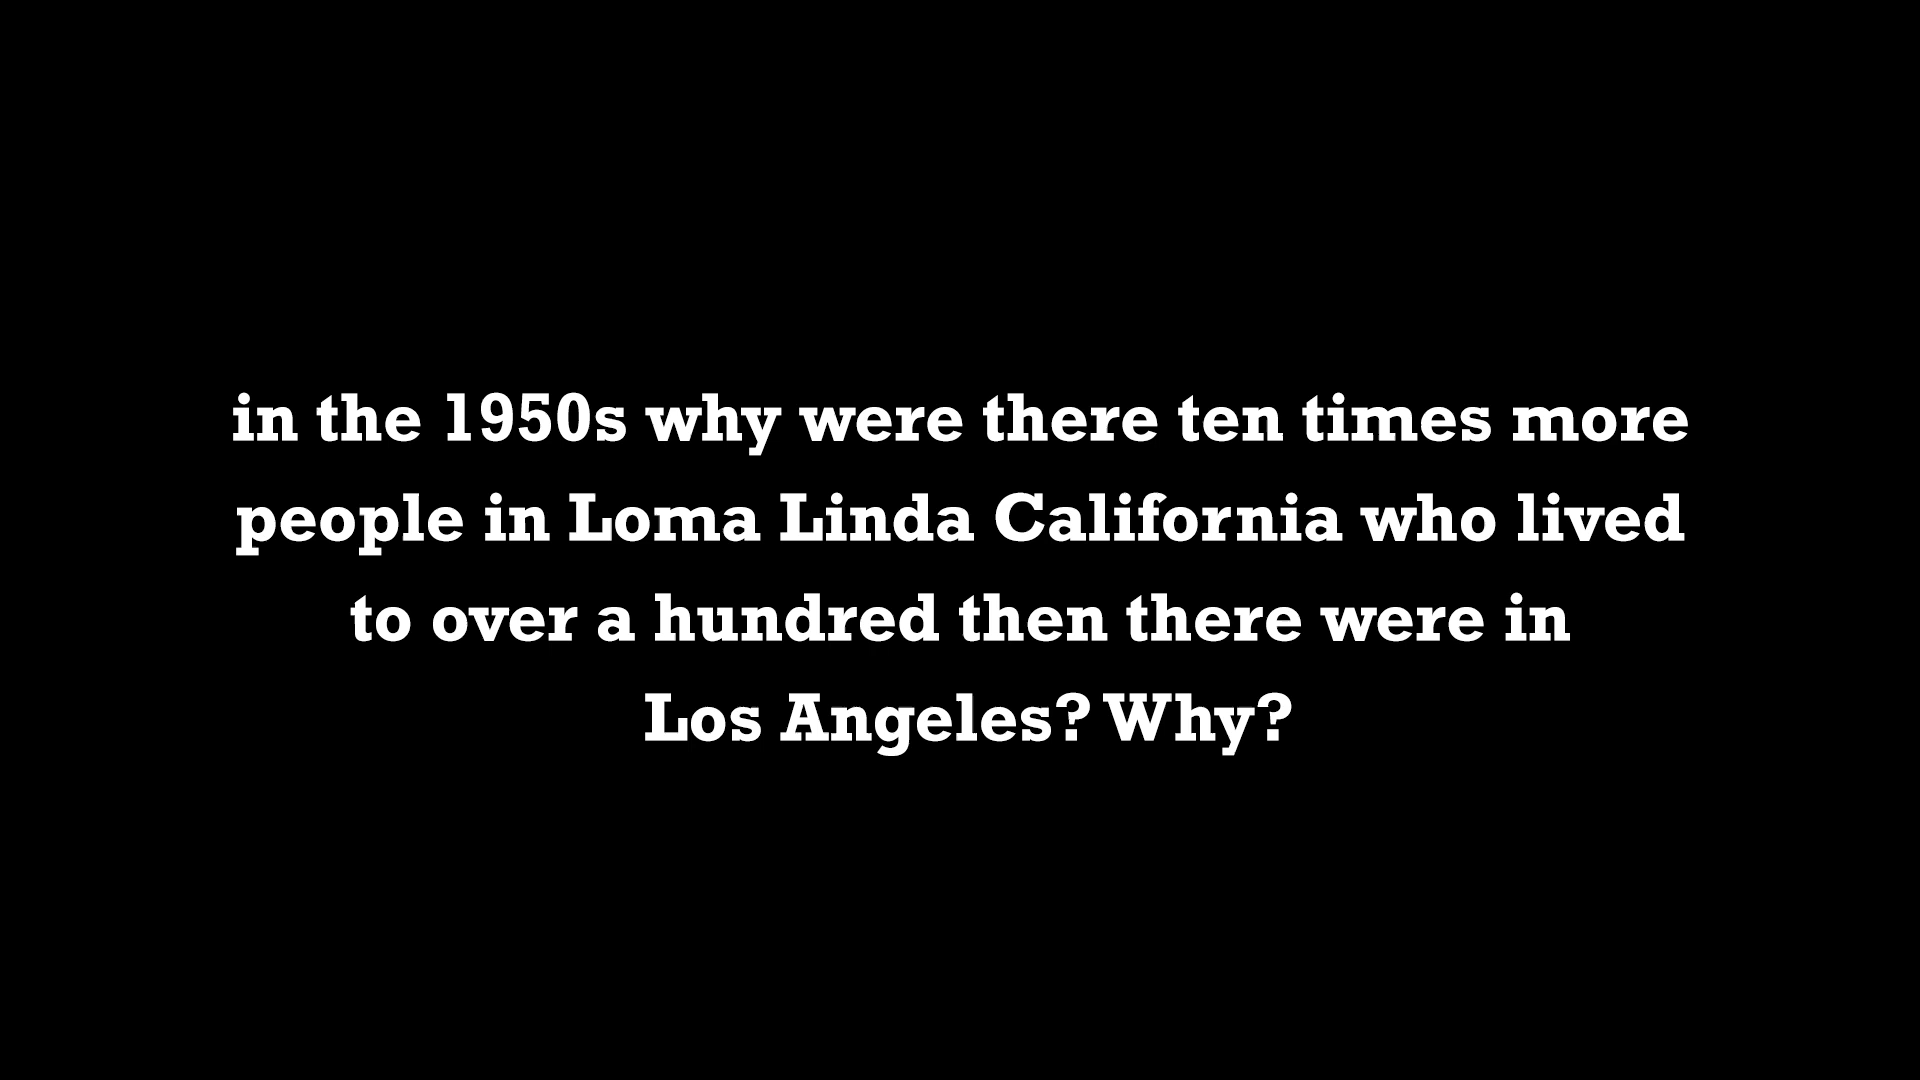 in the 1950s why were there ten times more
people in Loma Linda California who lived
to over a hundred then there were in
Los Angeles? Why?